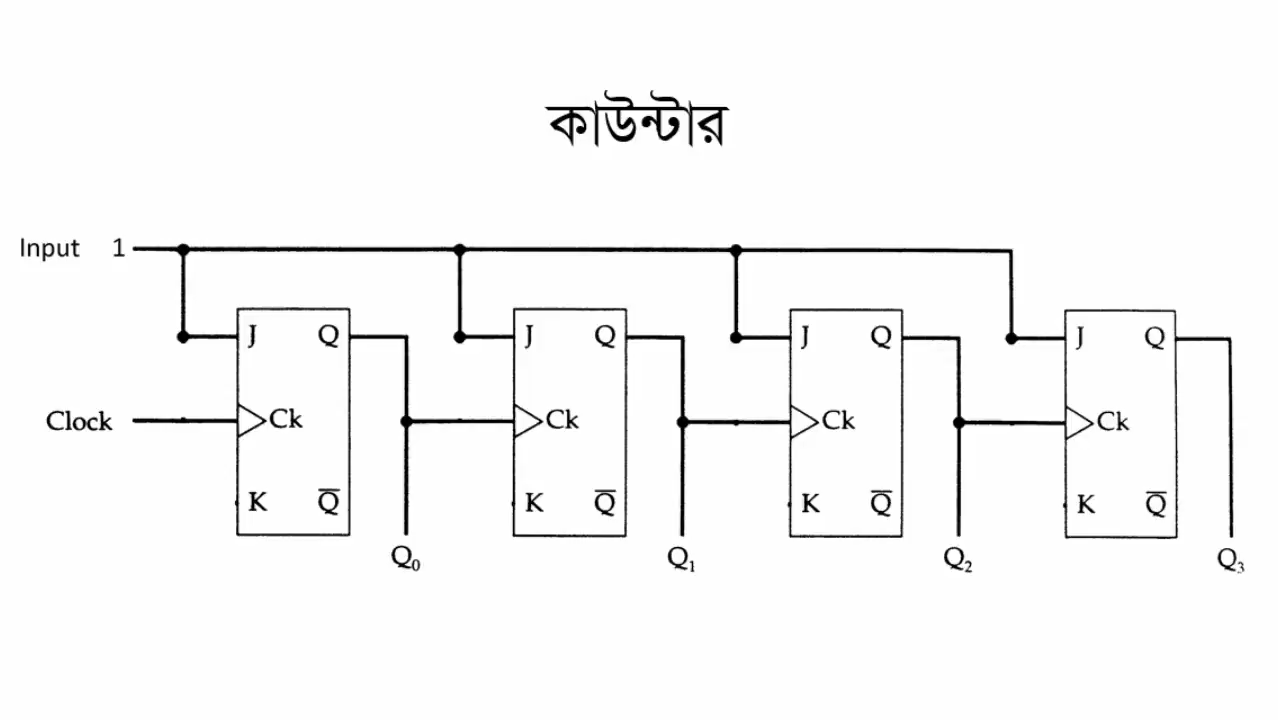 কাউন্টার
Input 1
J Q J Q J Q J Q
Clock Ck Ck Ck Ck
K Q̅ K Q̅ K Q̅ K Q̅
Q₀ Q₁ Q₂ Q₃